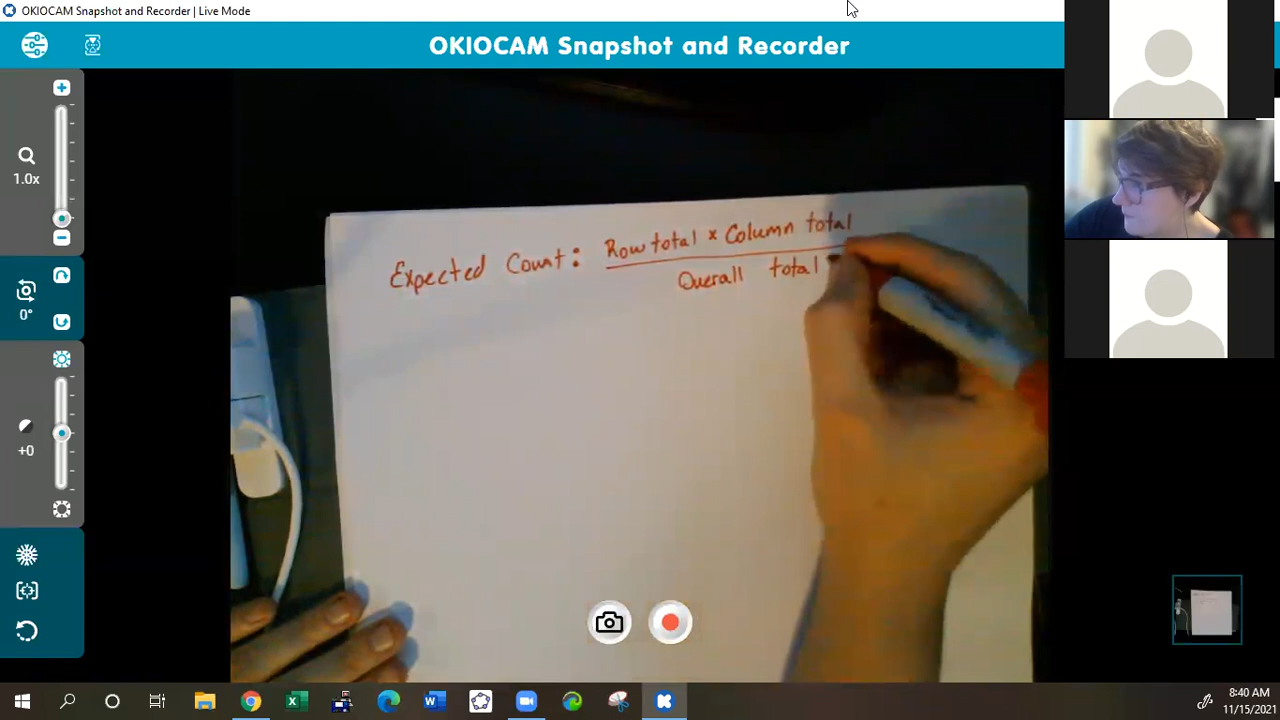 OKIOCAM Snapshot and Recorder | Live Mode
OKIOCAM Snapshot and Recorder
1.0x
0°
+0
Expected Count: Row total × Column total
Overall total
8:40 AM
11/15/2021